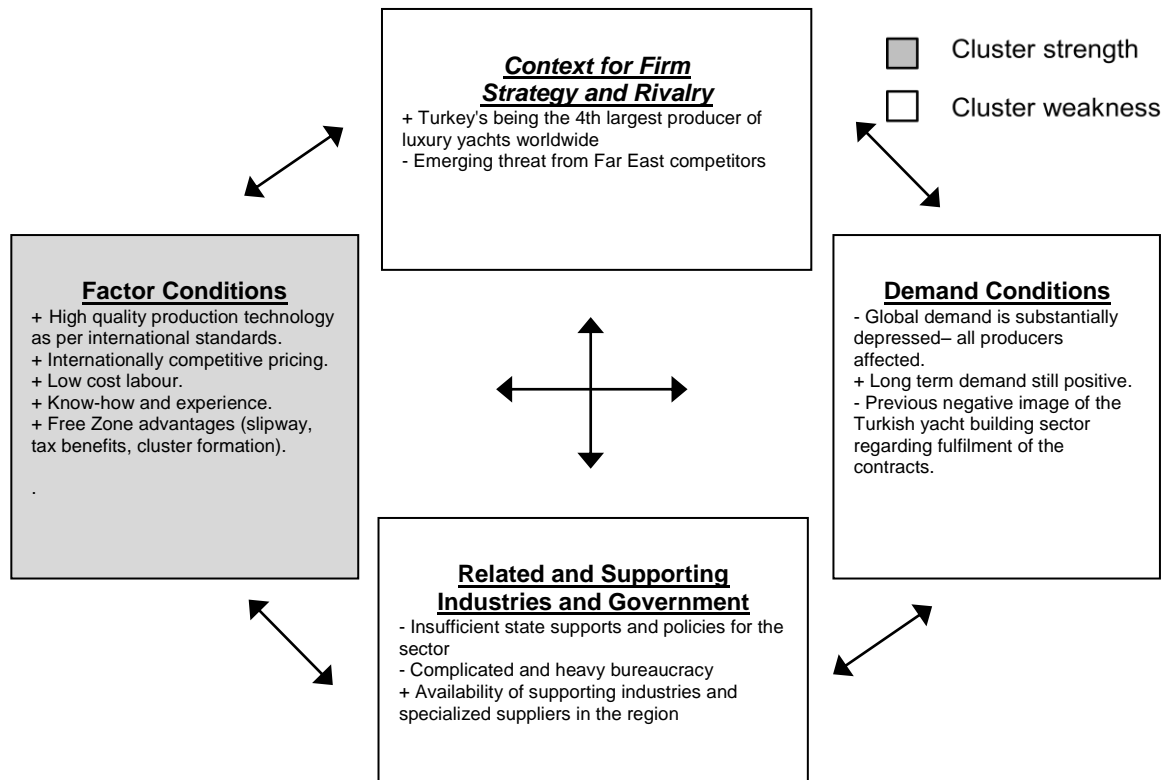 Context for Firm
Strategy and Rivalry
+ Turkey's being the 4th largest producer of
luxury yachts worldwide
- Emerging threat from Far East competitors
Cluster strength
Cluster weakness
Factor Conditions
+ High quality production technology
as per international standards.
+ Internationally competitive pricing.
+ Low cost labour.
+ Know-how and experience.
+ Free Zone advantages (slipway,
tax benefits, cluster formation).
.
Demand Conditions
- Global demand is substantially
depressed– all producers
affected.
+ Long term demand still positive.
- Previous negative image of the
Turkish yacht building sector
regarding fulfilment of the
contracts.
Related and Supporting
Industries and Government
- Insufficient state supports and policies for the
sector
- Complicated and heavy bureaucracy
+ Availability of supporting industries and
specialized suppliers in the region